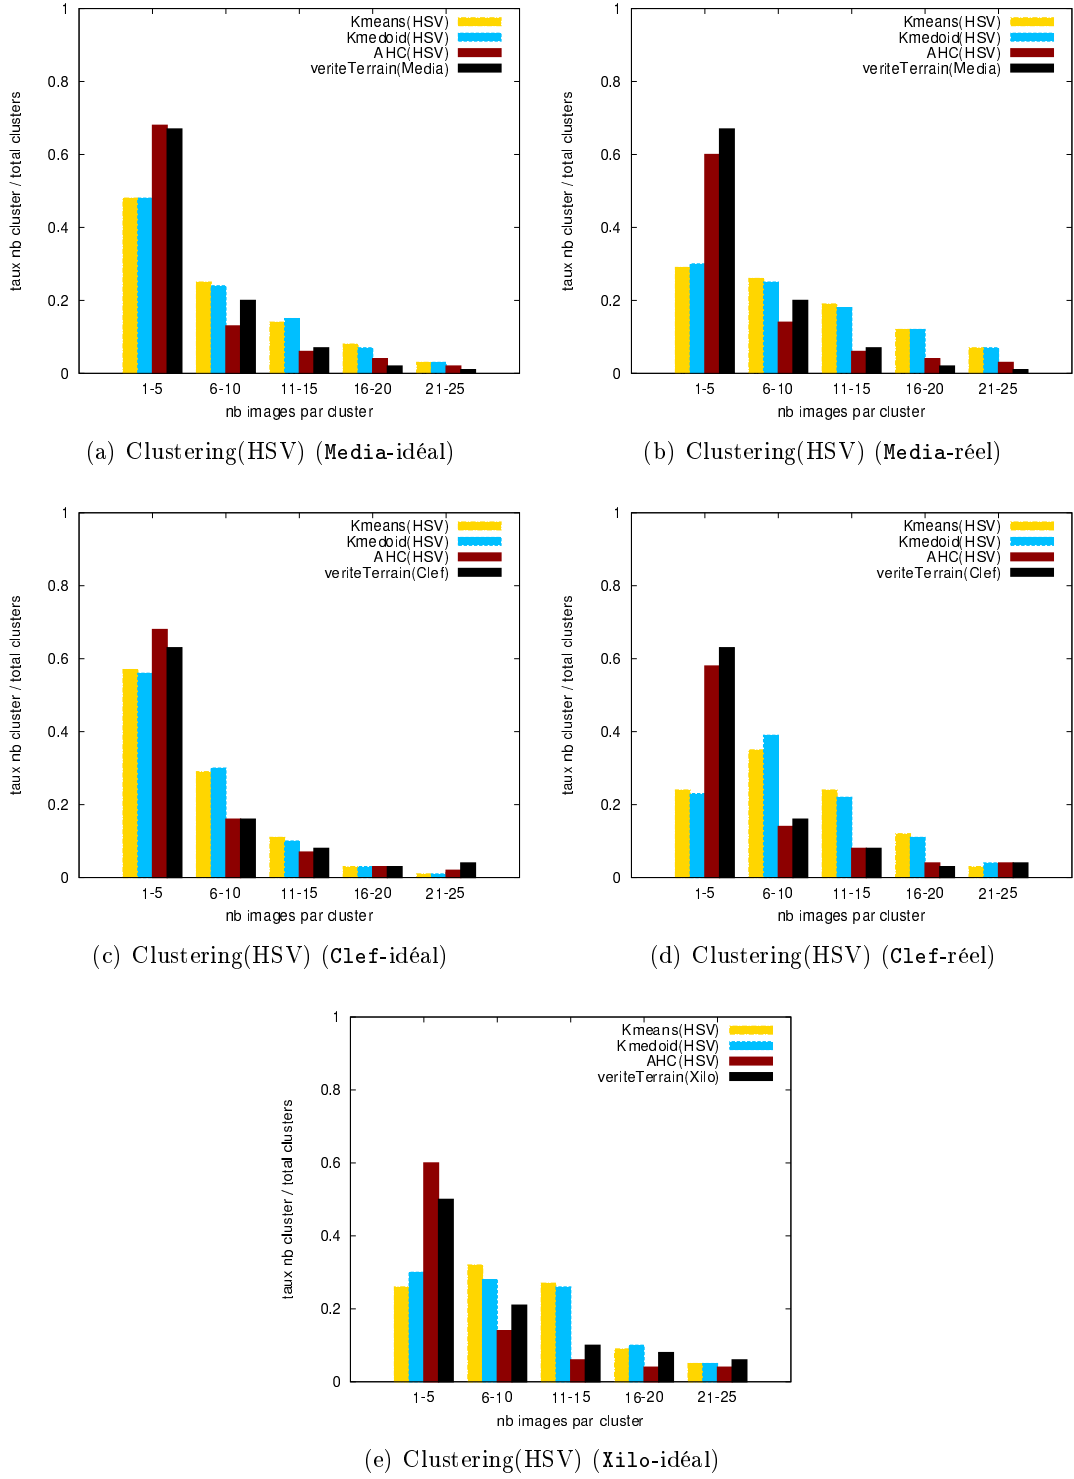 1
0.8
0.6
0.4
0.2
0
taux nb cluster / total clusters
Kmeans(HSV)
Kmedoid(HSV)
AHC(HSV)
veriteTerrain(Media)
1-5 6-10 11-15 16-20 21-25
nb images par cluster
(a) Clustering(HSV) (Media-idéal)
1
0.8
0.6
0.4
0.2
0
taux nb cluster / total clusters
Kmeans(HSV)
Kmedoid(HSV)
AHC(HSV)
veriteTerrain(Media)
1-5 6-10 11-15 16-20 21-25
nb images par cluster
(b) Clustering(HSV) (Media-réel)
1
0.8
0.6
0.4
0.2
0
taux nb cluster / total clusters
Kmeans(HSV)
Kmedoid(HSV)
AHC(HSV)
veriteTerrain(Clef)
1-5 6-10 11-15 16-20 21-25
nb images par cluster
(c) Clustering(HSV) (Clef-idéal)
1
0.8
0.6
0.4
0.2
0
taux nb cluster / total clusters
Kmeans(HSV)
Kmedoid(HSV)
AHC(HSV)
veriteTerrain(Clef)
1-5 6-10 11-15 16-20 21-25
nb images par cluster
(d) Clustering(HSV) (Clef-réel)
1
0.8
0.6
0.4
0.2
0
taux nb cluster / total clusters
Kmeans(HSV)
Kmedoid(HSV)
AHC(HSV)
veriteTerrain(Xilo)
1-5 6-10 11-15 16-20 21-25
nb images par cluster
(e) Clustering(HSV) (Xilo-idéal)